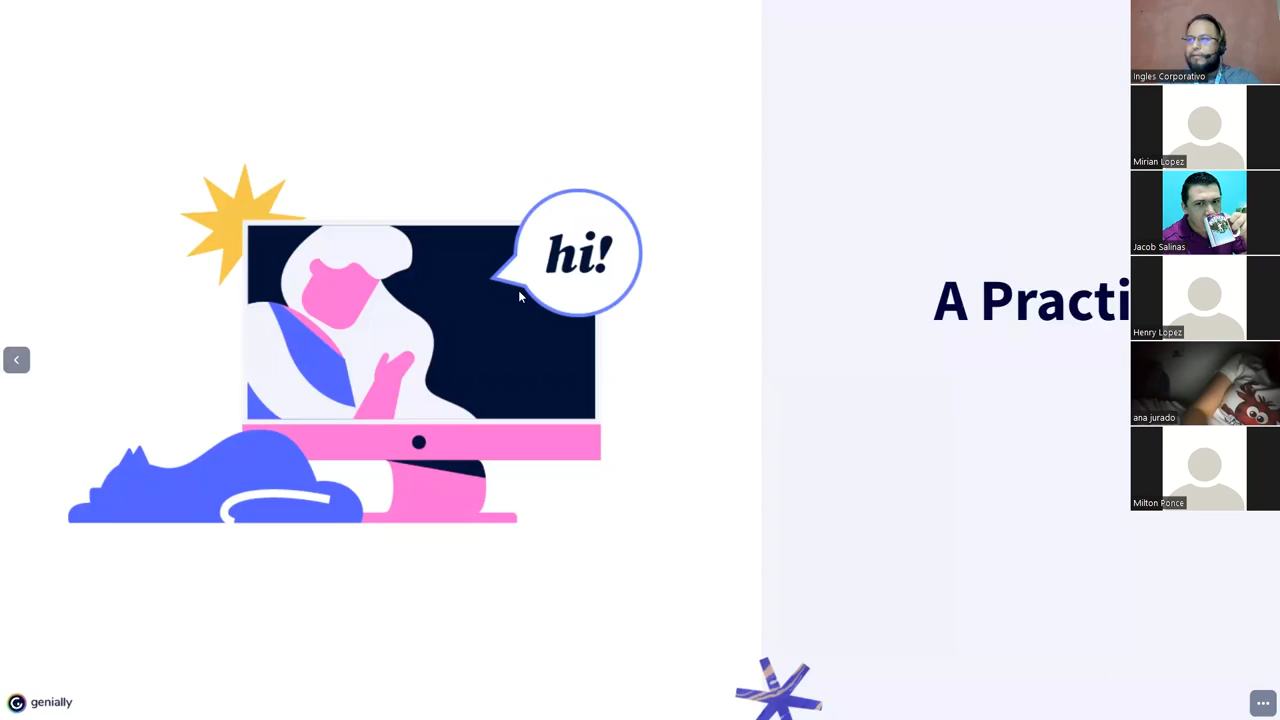 hi!
A Practi
Ingles Corporativo
Mirian Lopez
Jacob Salinas
Henry Lopez
ana jurado
Milton Ponce
genially